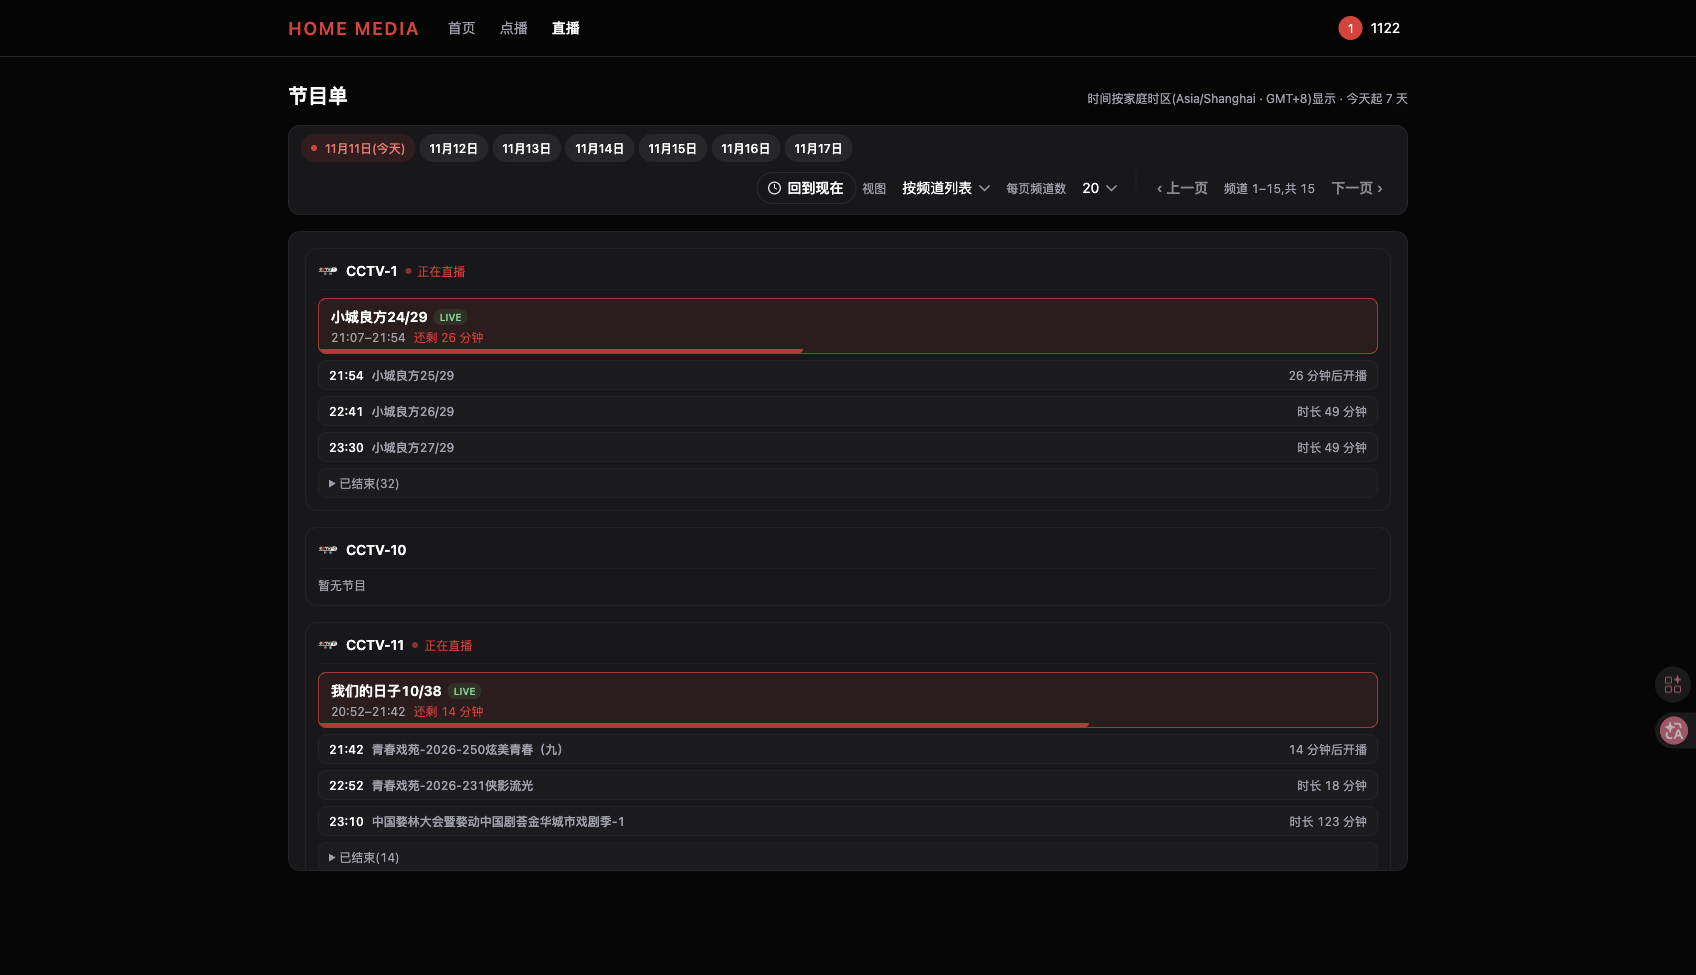 HOME MEDIA 首页 点播 直播 1 1122
节目单 时间按家庭时区(Asia/Shanghai · GMT+8)显示 · 今天起 7 天
11月11日(今天) 11月12日 11月13日 11月14日 11月15日 11月16日 11月17日
回到现在 视图 按频道列表 每页频道数 20 ‹ 上一页 频道 1–15,共 15 下一页 ›
CCTV-1 正在直播
小城良方24/29 LIVE
21:07–21:54 还剩 26 分钟
21:54 小城良方25/29 26 分钟后开播
22:41 小城良方26/29 时长 49 分钟
23:30 小城良方27/29 时长 49 分钟
已结束(32)
CCTV-10
暂无节目
CCTV-11 正在直播
我们的日子10/38 LIVE
20:52–21:42 还剩 14 分钟
21:42 青春戏苑-2026-250炫美青春（九） 14 分钟后开播
22:52 青春戏苑-2026-231侠影流光 时长 18 分钟
23:10 中国婺林大会暨婺动中国剧荟金华城市戏剧季-1 时长 123 分钟
已结束(14)